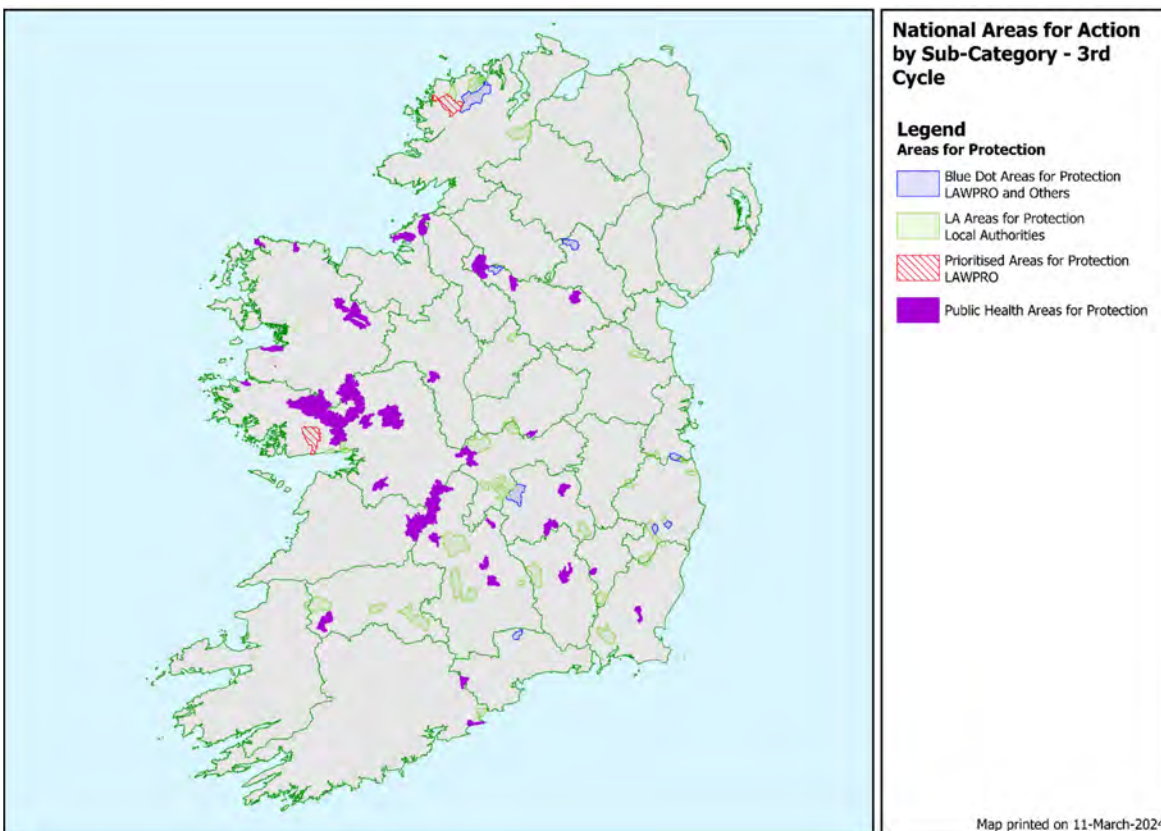 National Areas for Action
by Sub-Category - 3rd
Cycle
Legend
Areas for Protection
Blue Dot Areas for Protection
LAWPRO and Others
LA Areas for Protection
Local Authorities
Prioritised Areas for Protection
LAWPRO
Public Health Areas for Protection
Map printed on 11-March-2024